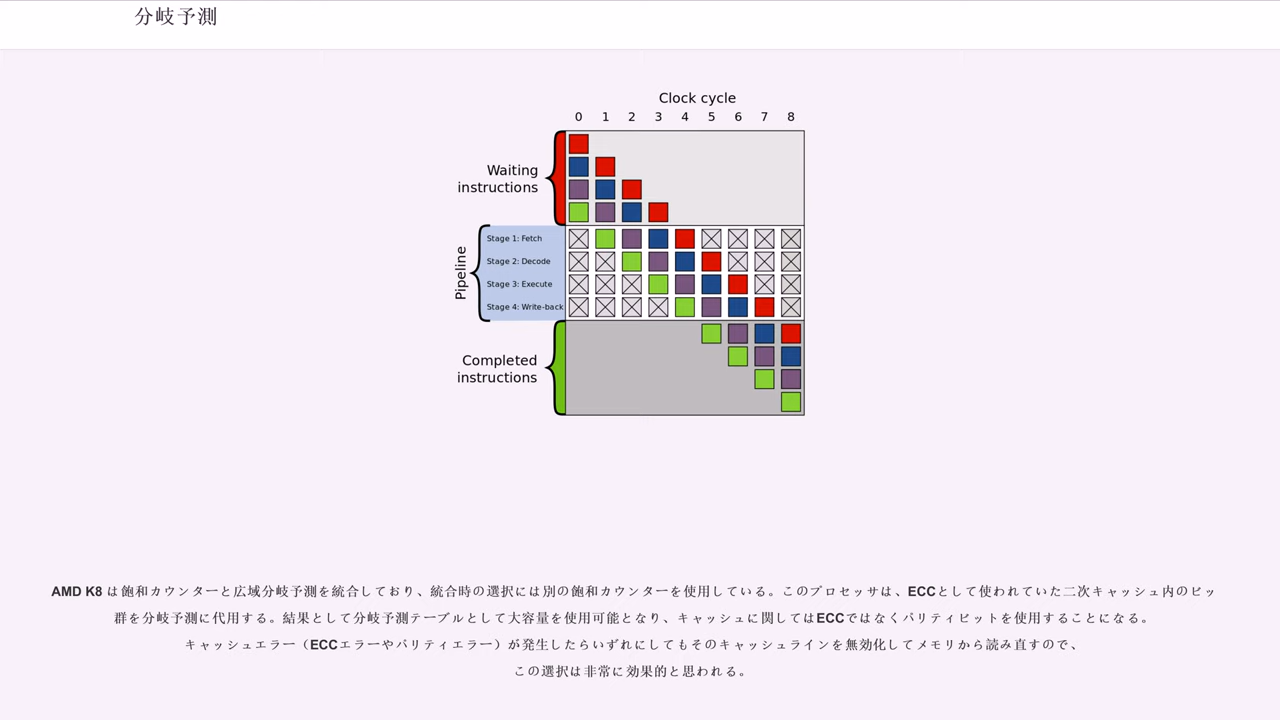 分岐予測
Clock cycle
0 1 2 3 4 5 6 7 8
Waiting
instructions
Pipeline
Stage 1: Fetch
Stage 2: Decode
Stage 3: Execute
Stage 4: Write-back
Completed
instructions
AMD K8 は飽和カウンターと広域分岐予測を統合しており、統合時の選択には別の飽和カウンターを使用している。このプロセッサは、ECCとして使われていた二次キャッシュ内のビッ
群を分岐予測に代用する。結果として分岐予測テーブルとして大容量を使用可能となり、キャッシュに関してはECCではなくパリティビットを使用することになる。
キャッシュエラー（ECCエラーやパリティエラー）が発生したらいずれにしてもそのキャッシュラインを無効化してメモリから読み直すので、
この選択は非常に効果的と思われる。